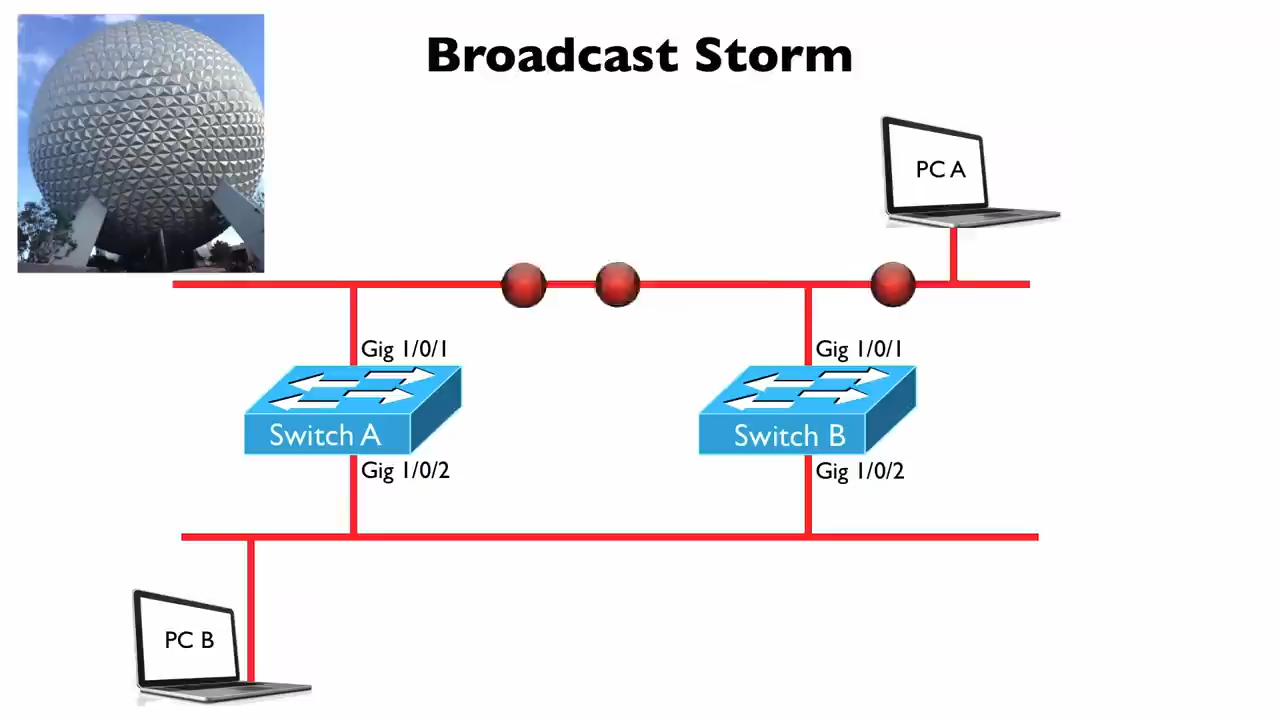 Broadcast Storm
PC A
Gig 1/0/1
Gig 1/0/1
Switch A
Switch B
Gig 1/0/2
Gig 1/0/2
PC B